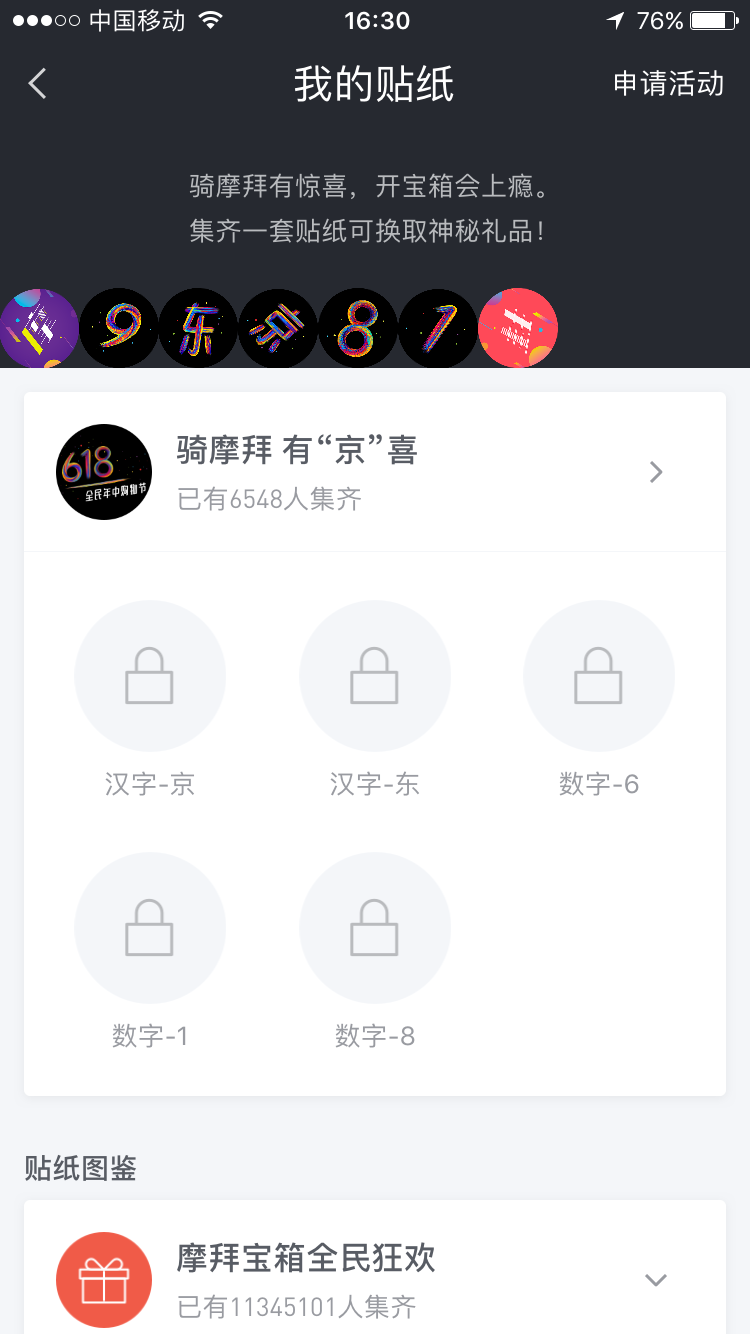 中国移动 16:30 76%
我的贴纸 申请活动
骑摩拜有惊喜，开宝箱会上瘾。
集齐一套贴纸可换取神秘礼品！
东 8 1
618
全民年中购物节
骑摩拜 有“京”喜
已有6548人集齐
汉字-京 汉字-东 数字-6
数字-1 数字-8
贴纸图鉴
摩拜宝箱全民狂欢
已有11345101人集齐